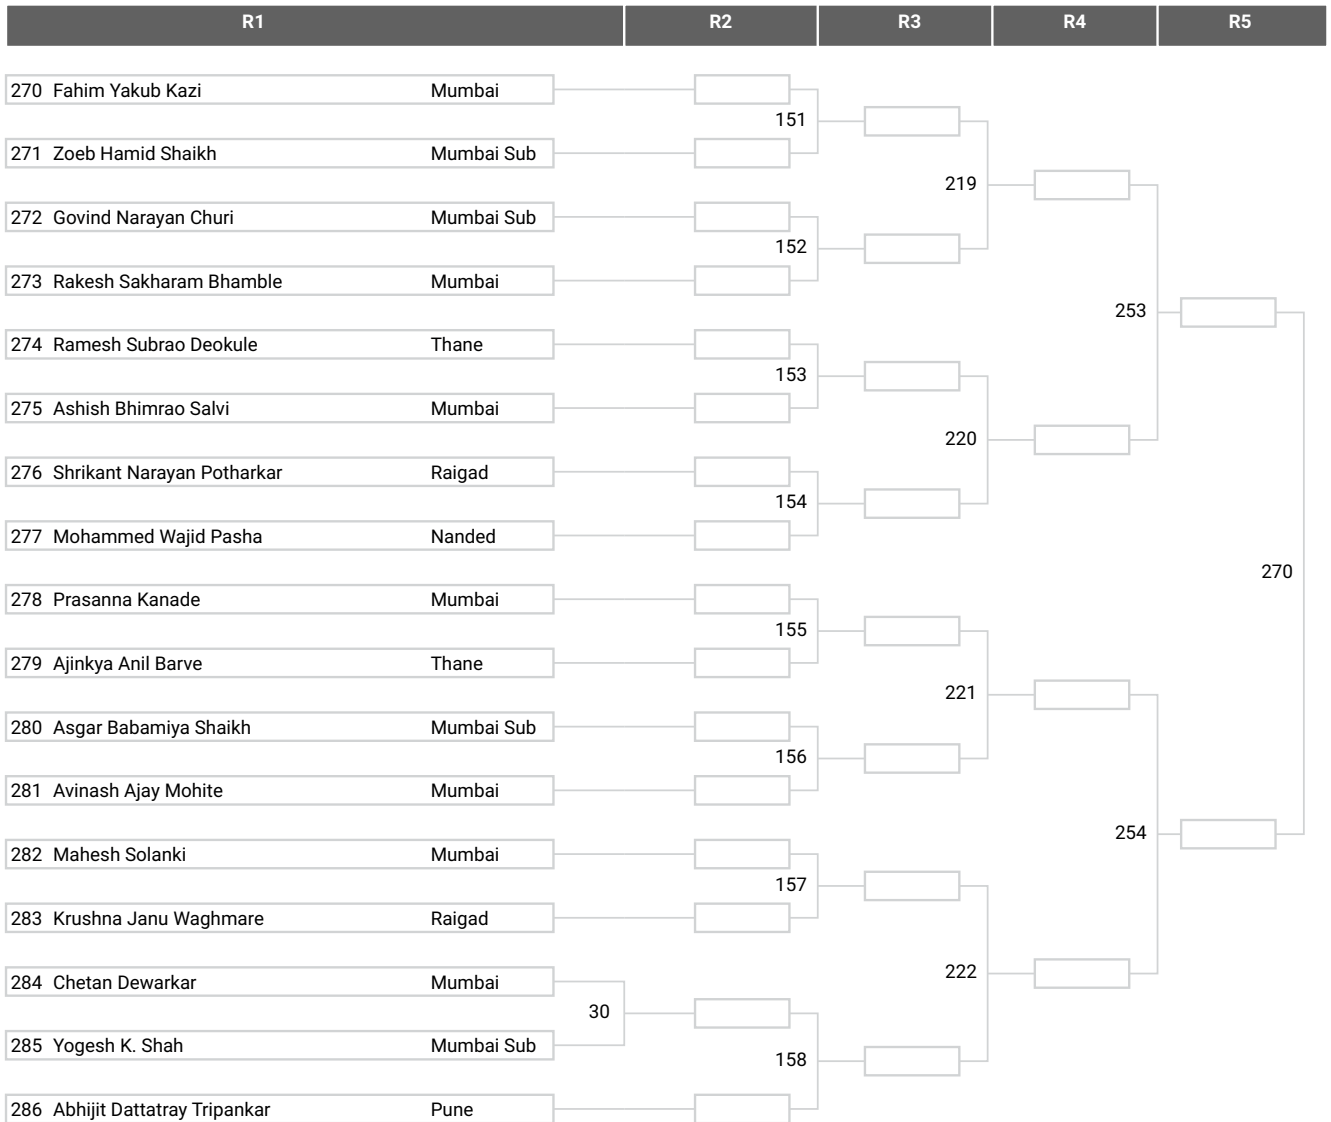 R1 R2 R3 R4 R5
270 Fahim Yakub Kazi Mumbai
151
271 Zoeb Hamid Shaikh Mumbai Sub
219
272 Govind Narayan Churi Mumbai Sub
152
273 Rakesh Sakharam Bhamble Mumbai
253
274 Ramesh Subrao Deokule Thane
153
275 Ashish Bhimrao Salvi Mumbai
220
276 Shrikant Narayan Potharkar Raigad
154
277 Mohammed Wajid Pasha Nanded
270
278 Prasanna Kanade Mumbai
155
279 Ajinkya Anil Barve Thane
221
280 Asgar Babamiya Shaikh Mumbai Sub
156
281 Avinash Ajay Mohite Mumbai
254
282 Mahesh Solanki Mumbai
157
283 Krushna Janu Waghmare Raigad
222
284 Chetan Dewarkar Mumbai
30
285 Yogesh K. Shah Mumbai Sub
158
286 Abhijit Dattatray Tripankar Pune